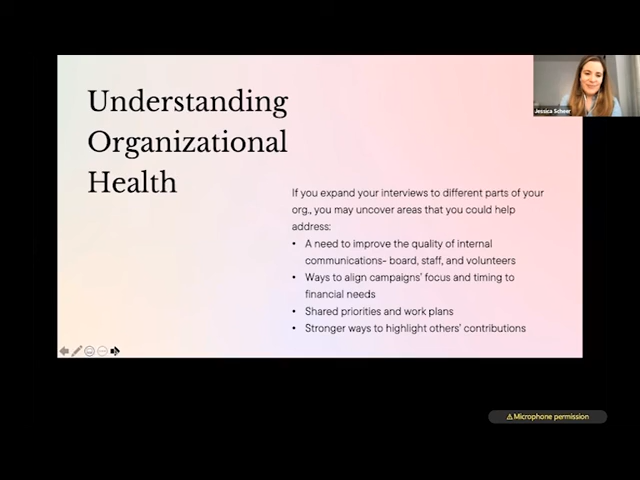 Understanding
Organizational
Health
Jessica Scheer
If you expand your interviews to different parts of your
org., you may uncover areas that you could help
address:
• A need to improve the quality of internal
communications- board, staff, and volunteers
• Ways to align campaigns' focus and timing to
financial needs
• Shared priorities and work plans
• Stronger ways to highlight others' contributions
⚠ Microphone permission